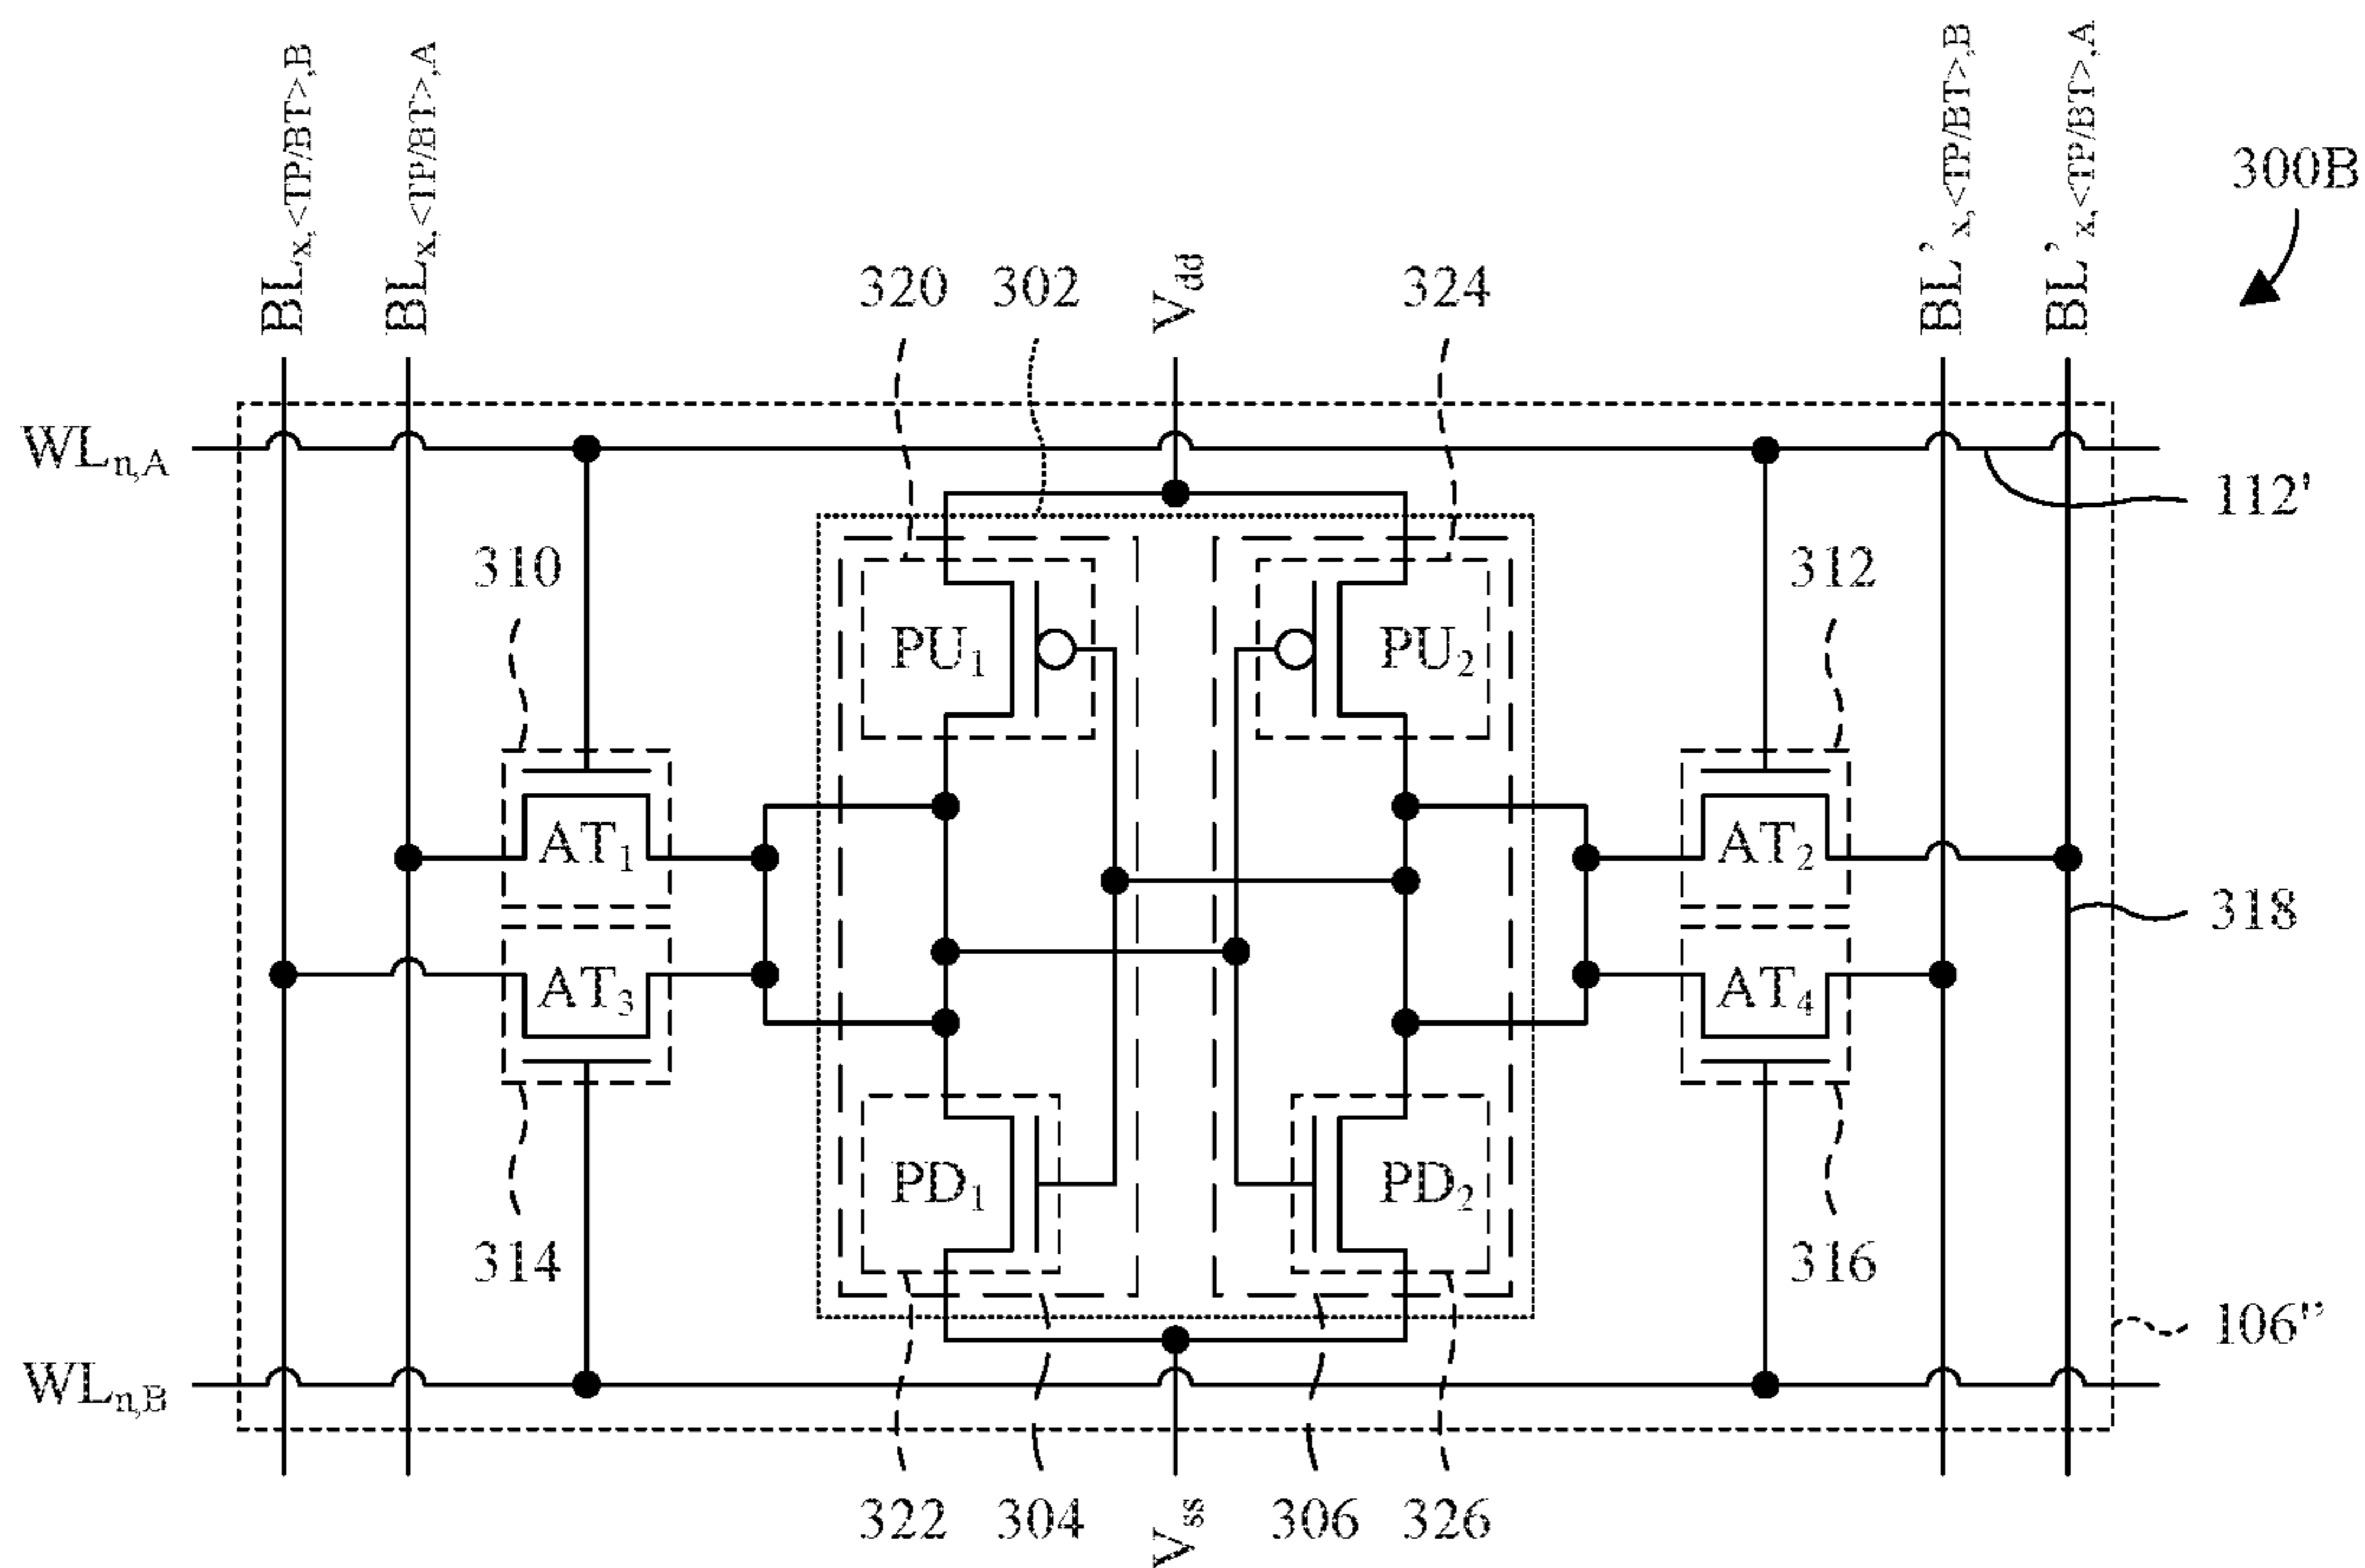 BLx,<TP/BT>,B
BLx,<TP/BT>,A
BL’x,<TP/BT>,B
BL’x,<TP/BT>,A
300B
320
302
Vdd
324
WLn,A
112'
310
312
PU1
PU2
AT1
AT2
318
AT3
AT4
PD1
PD2
314
316
106"
WLn,B
322
304
Vss
306
326